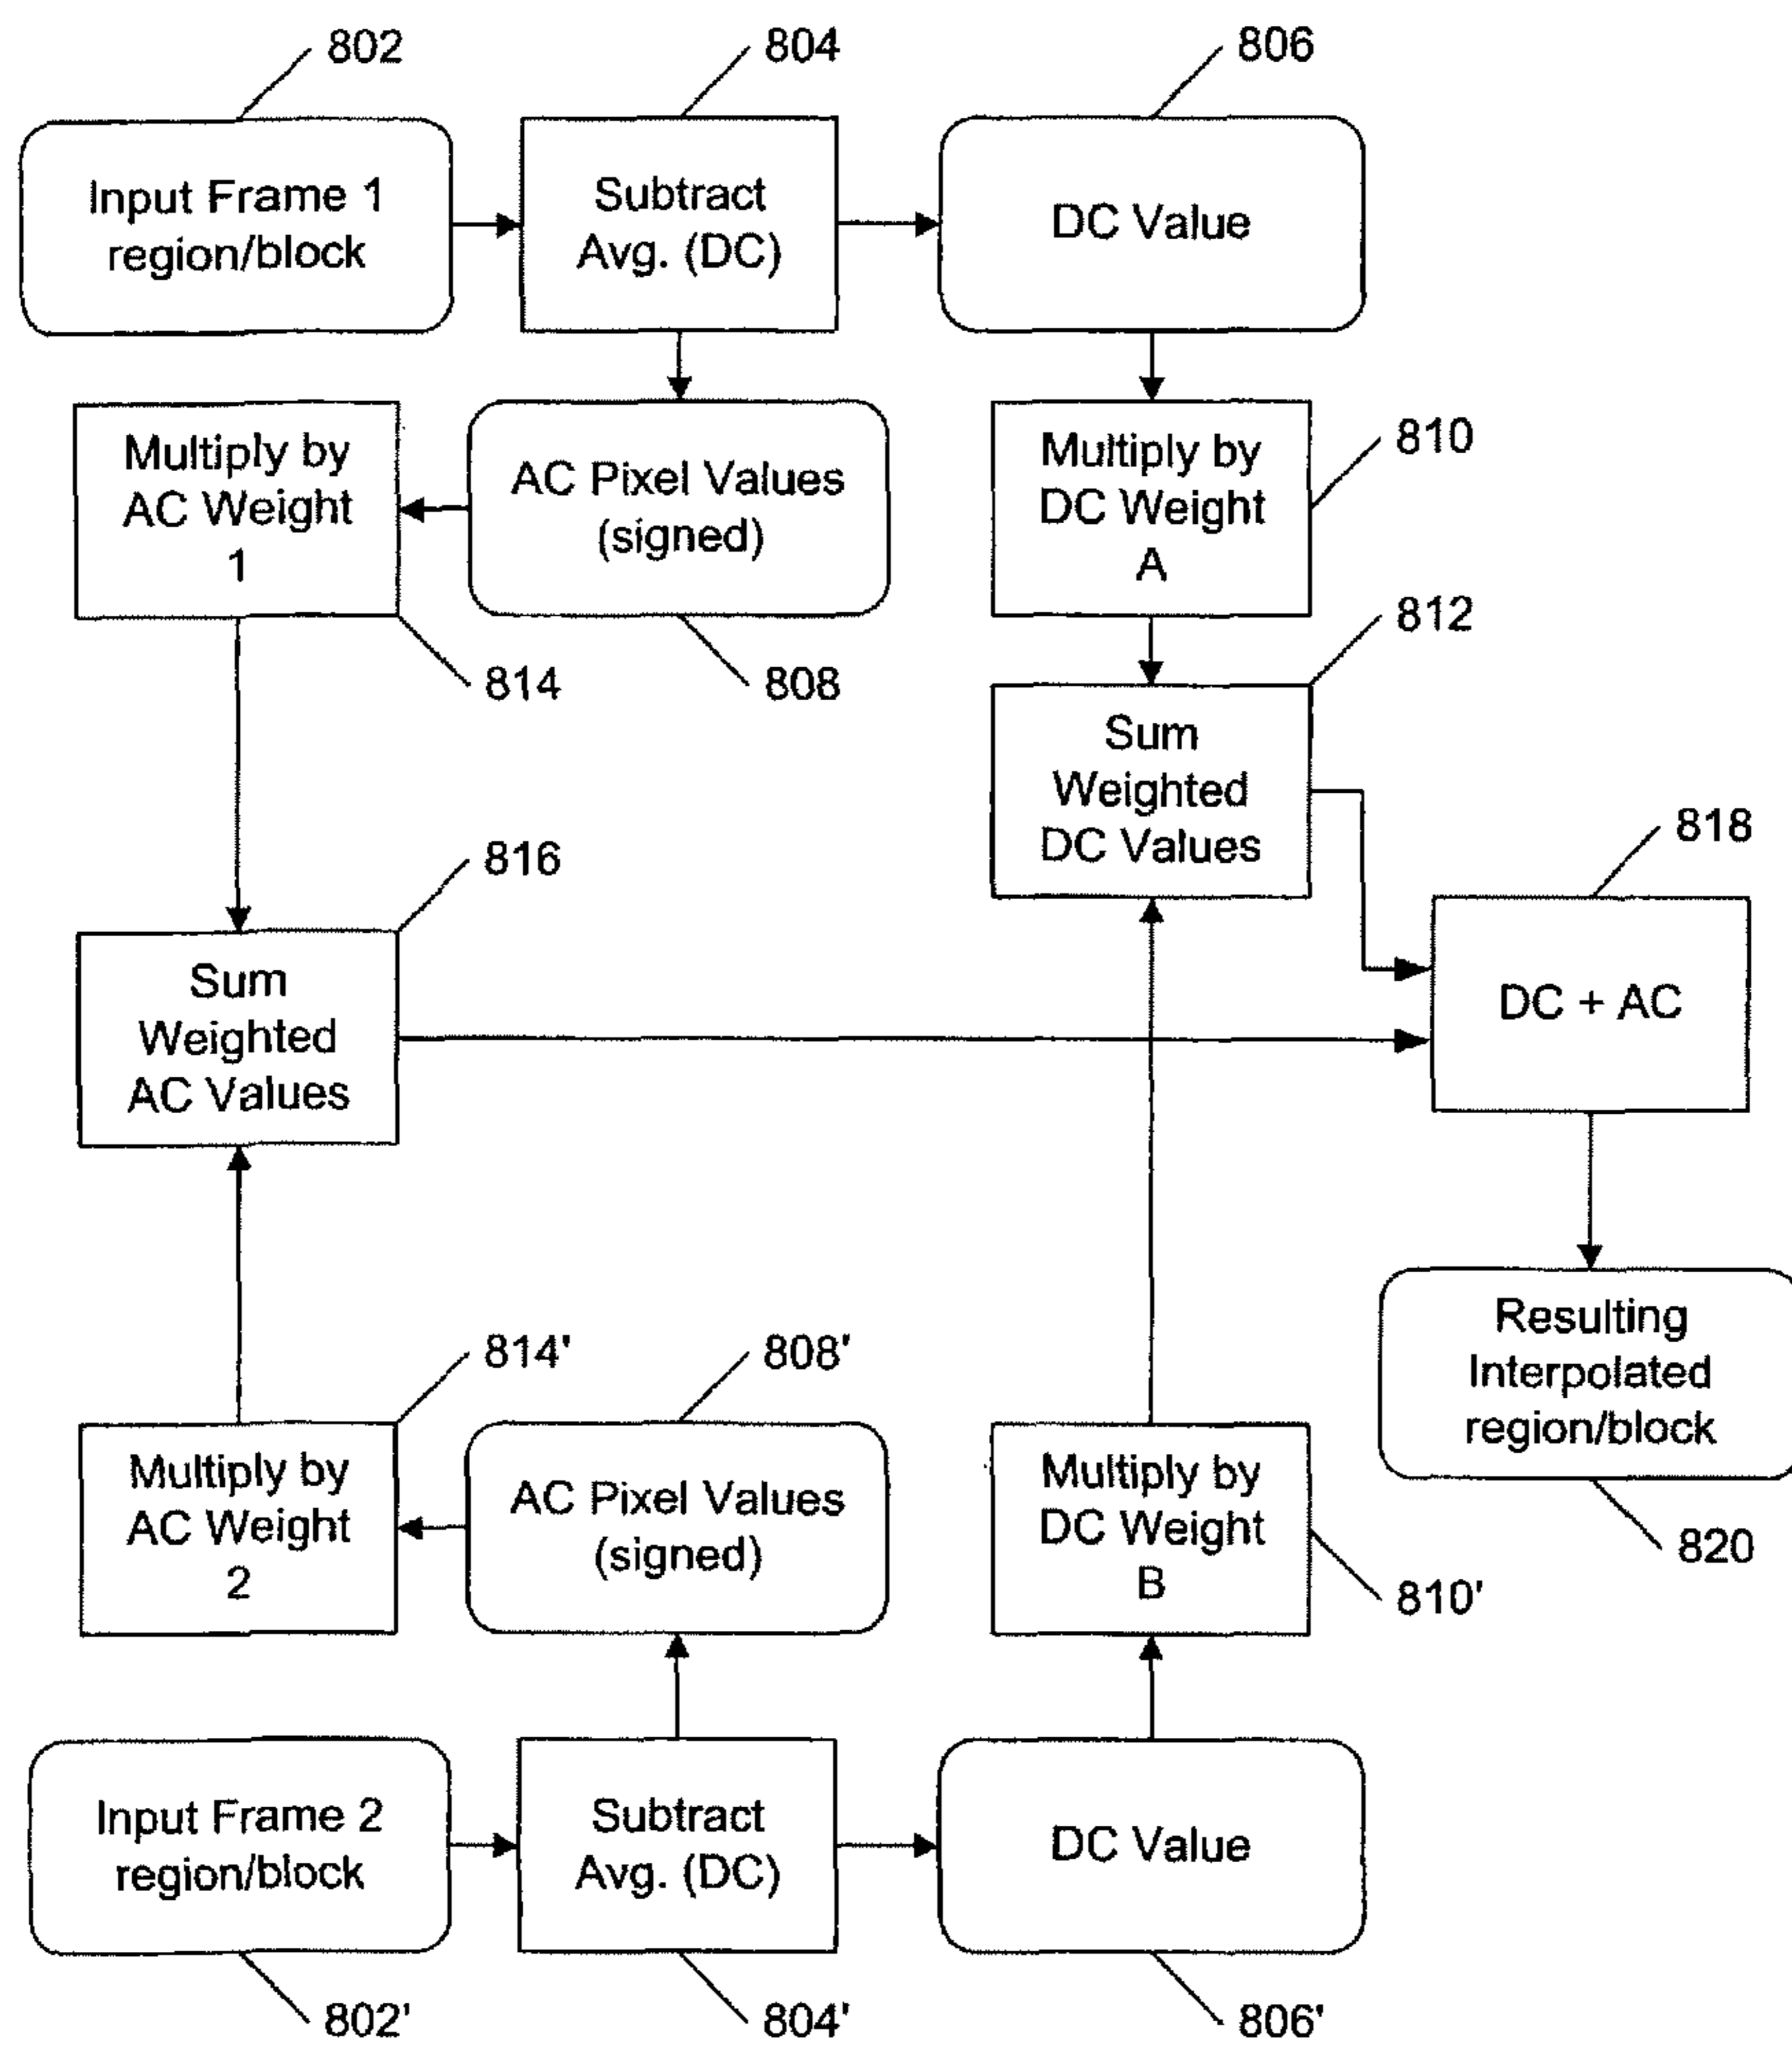 802
804
806
Input Frame 1
region/block
Subtract
Avg. (DC)
DC Value
Multiply by
AC Weight
1
AC Pixel Values
(signed)
Multiply by
DC Weight
A
810
814
808
812
Sum
Weighted
DC Values
818
816
Sum
Weighted
AC Values
DC + AC
Resulting
Interpolated
region/block
820
814'
808'
Multiply by
AC Weight
2
AC Pixel Values
(signed)
Multiply by
DC Weight
B
810'
Input Frame 2
region/block
Subtract
Avg. (DC)
DC Value
802'
804'
806'